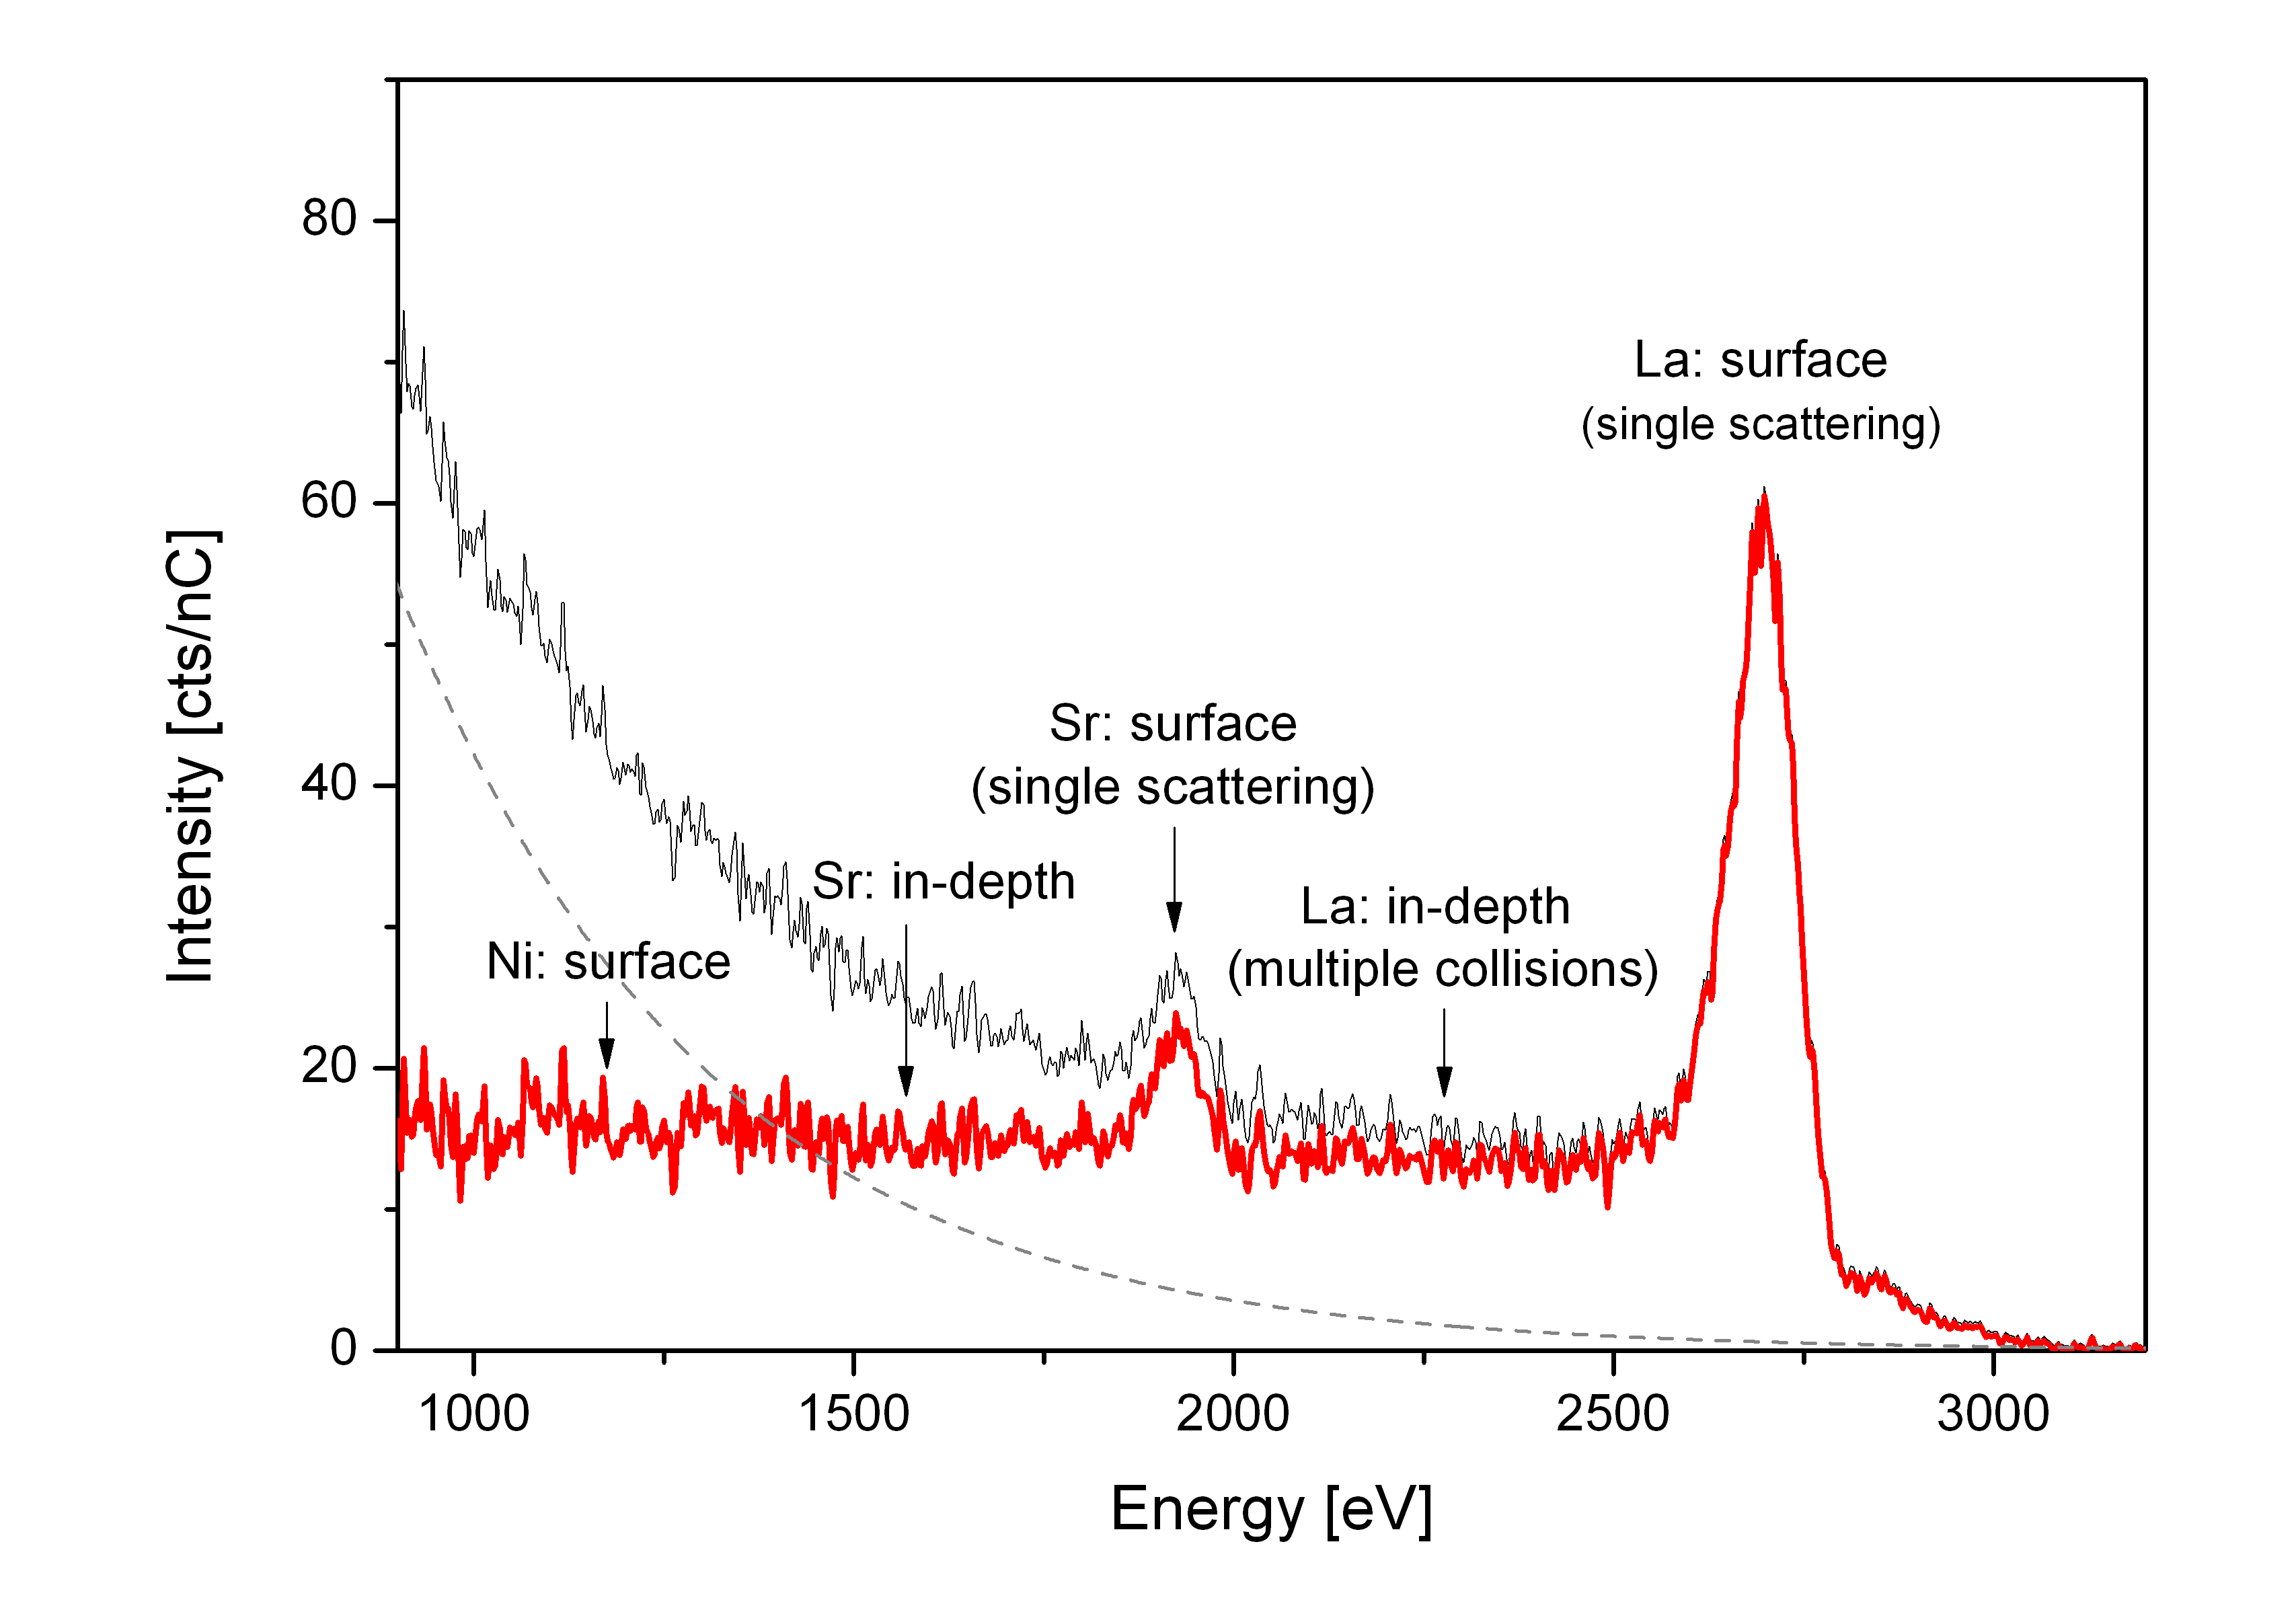 80
60
40
20
0
Intensity [cts/nC]
La: surface
(single scattering)
Sr: surface
(single scattering)
Sr: in-depth
La: in-depth
(multiple collisions)
Ni: surface
1000
1500
2000
2500
3000
Energy [eV]